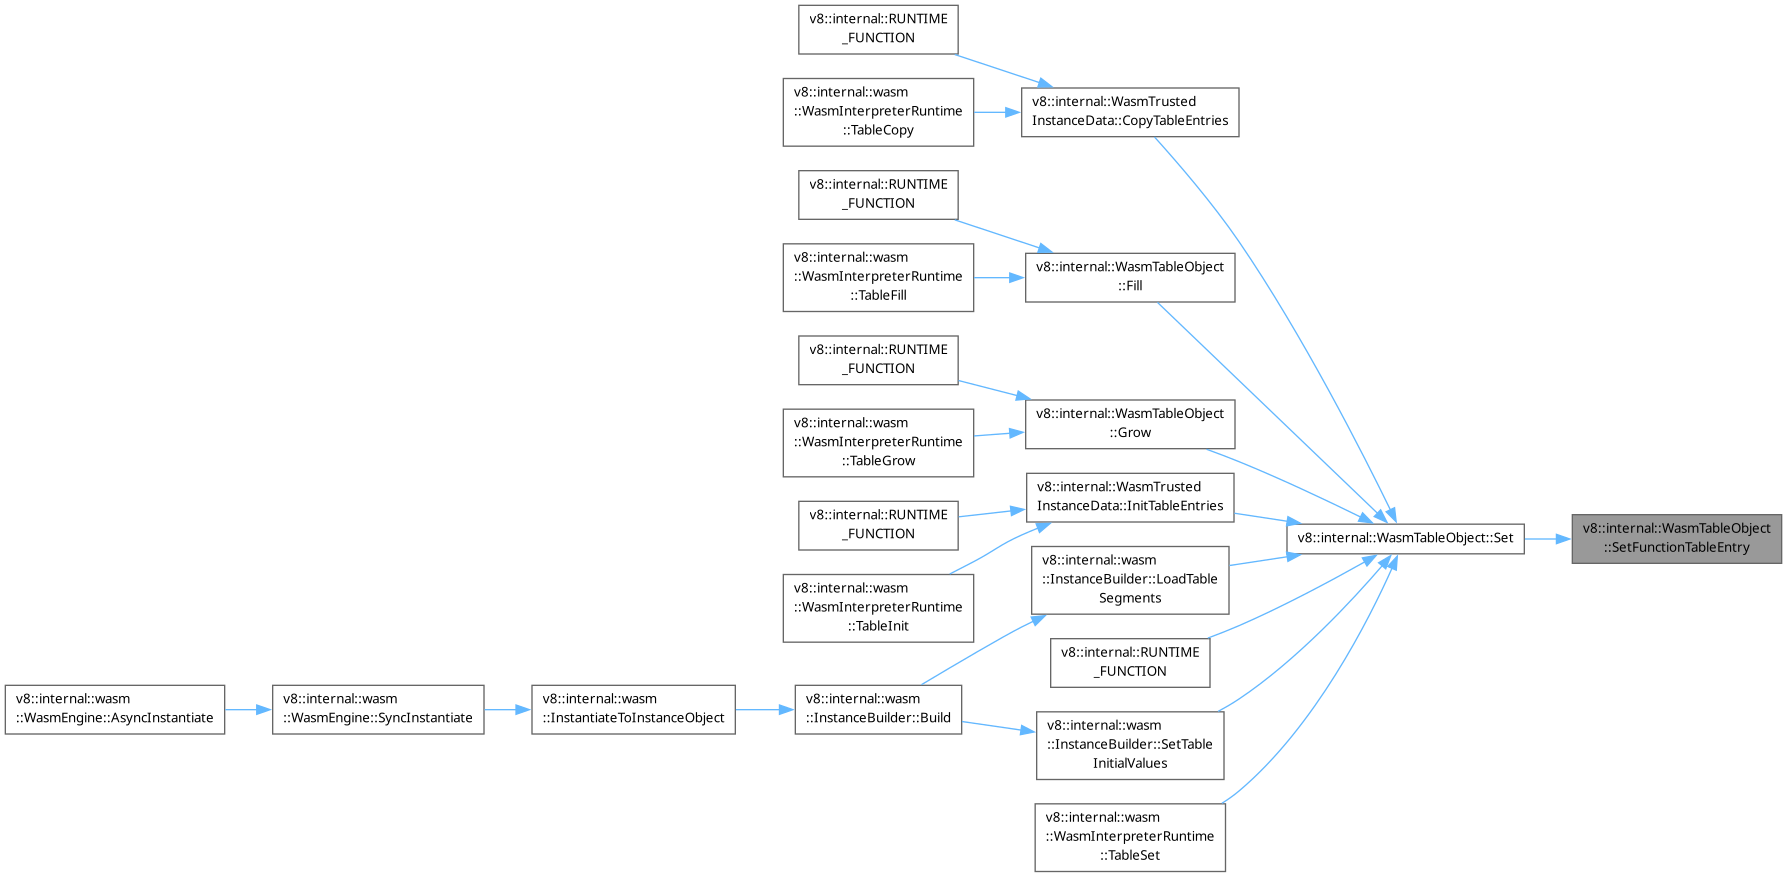 v8::internal::RUNTIME
_FUNCTION
v8::internal::wasm
::WasmInterpreterRuntime
::TableCopy
v8::internal::WasmTrusted
InstanceData::CopyTableEntries
v8::internal::RUNTIME
_FUNCTION
v8::internal::wasm
::WasmInterpreterRuntime
::TableFill
v8::internal::WasmTableObject
::Fill
v8::internal::RUNTIME
_FUNCTION
v8::internal::wasm
::WasmInterpreterRuntime
::TableGrow
v8::internal::WasmTableObject
::Grow
v8::internal::WasmTrusted
InstanceData::InitTableEntries
v8::internal::RUNTIME
_FUNCTION
v8::internal::wasm
::WasmInterpreterRuntime
::TableInit
v8::internal::wasm
::InstanceBuilder::LoadTable
Segments
v8::internal::WasmTableObject::Set
v8::internal::WasmTableObject
::SetFunctionTableEntry
v8::internal::RUNTIME
_FUNCTION
v8::internal::wasm
::WasmEngine::AsyncInstantiate
v8::internal::wasm
::WasmEngine::SyncInstantiate
v8::internal::wasm
::InstantiateToInstanceObject
v8::internal::wasm
::InstanceBuilder::Build
v8::internal::wasm
::InstanceBuilder::SetTable
InitialValues
v8::internal::wasm
::WasmInterpreterRuntime
::TableSet